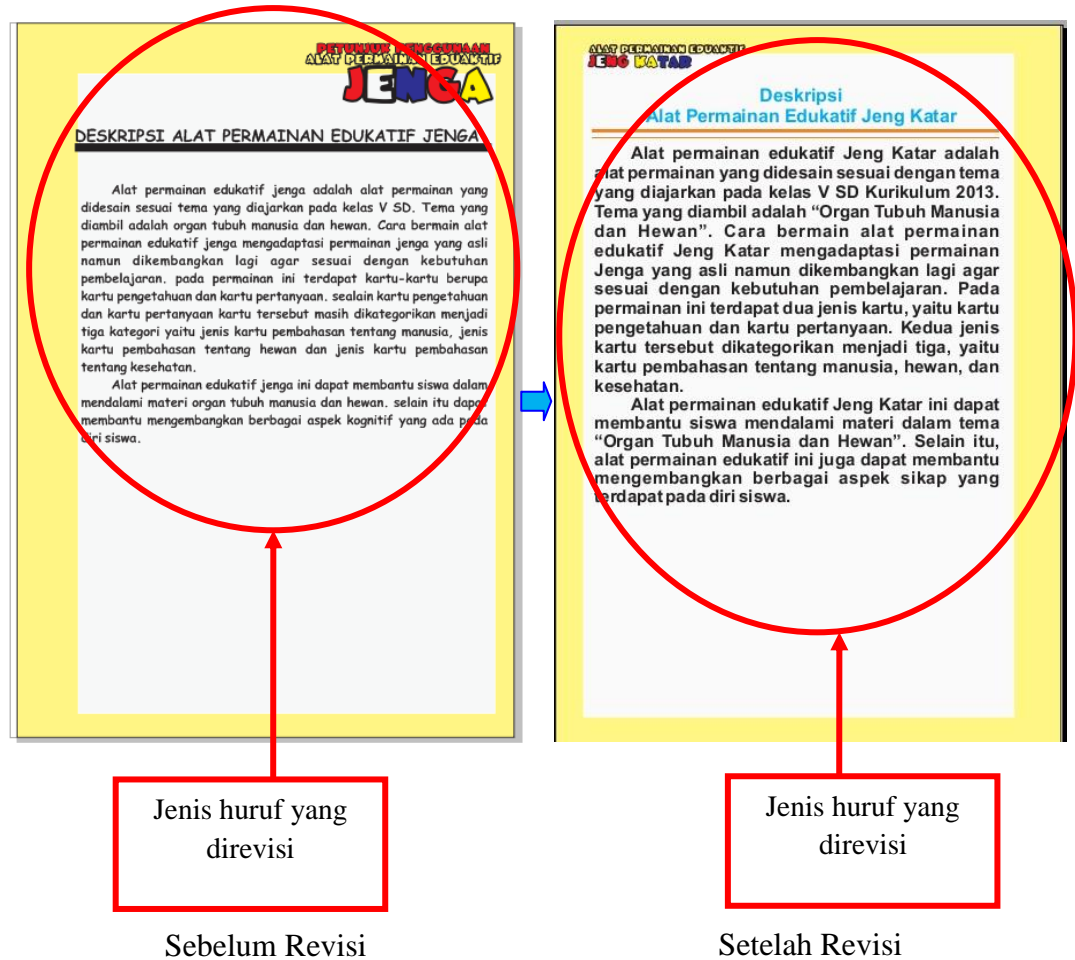 PETUNJUK PENGGUNAAN
ALAT PERMAINAN EDUAKTIF
JENGA
DESKRIPSI ALAT PERMAINAN EDUKATIF JENGA
Alat permainan edukatif jenga adalah alat permainan yang
didesain sesuai tema yang diajarkan pada kelas V SD. Tema yang
diambil adalah organ tubuh manusia dan hewan. Cara bermain alat
permainan edukatif jenga mengadaptasi permainan jenga yang asli
namun dikembangkan lagi agar sesuai dengan kebutuhan
pembelajaran. pada permainan ini terdapat kartu-kartu berupa
kartu pengetahuan dan kartu pertanyaan. sealain kartu pengetahuan
dan kartu pertanyaan kartu tersebut masih dikategorikan menjadi
tiga kategori yaitu jenis kartu pembahasan tentang manusia, jenis
kartu pembahasan tentang hewan dan jenis kartu pembahasan
tentang kesehatan.
Alat permainan edukatif jenga ini dapat membantu siswa dalam
mendalami materi organ tubuh manusia dan hewan. selain itu dapat
membantu mengembangkan berbagai aspek kognitif yang ada pada
diri siswa.
Jenis huruf yang
direvisi
Sebelum Revisi
ALAT PERMAINAN EDUKATIF
JENG KATAR
Deskripsi
Alat Permainan Edukatif Jeng Katar
Alat permainan edukatif Jeng Katar adalah
alat permainan yang didesain sesuai dengan tema
yang diajarkan pada kelas V SD Kurikulum 2013.
Tema yang diambil adalah “Organ Tubuh Manusia
dan Hewan”. Cara bermain alat permainan
edukatif Jeng Katar mengadaptasi permainan
Jenga yang asli namun dikembangkan lagi agar
sesuai dengan kebutuhan pembelajaran. Pada
permainan ini terdapat dua jenis kartu, yaitu kartu
pengetahuan dan kartu pertanyaan. Kedua jenis
kartu tersebut dikategorikan menjadi tiga, yaitu
kartu pembahasan tentang manusia, hewan, dan
kesehatan.
Alat permainan edukatif Jeng Katar ini dapat
membantu siswa mendalami materi dalam tema
“Organ Tubuh Manusia dan Hewan”. Selain itu,
alat permainan edukatif ini juga dapat membantu
mengembangkan berbagai aspek sikap yang
terdapat pada diri siswa.
Jenis huruf yang
direvisi
Setelah Revisi